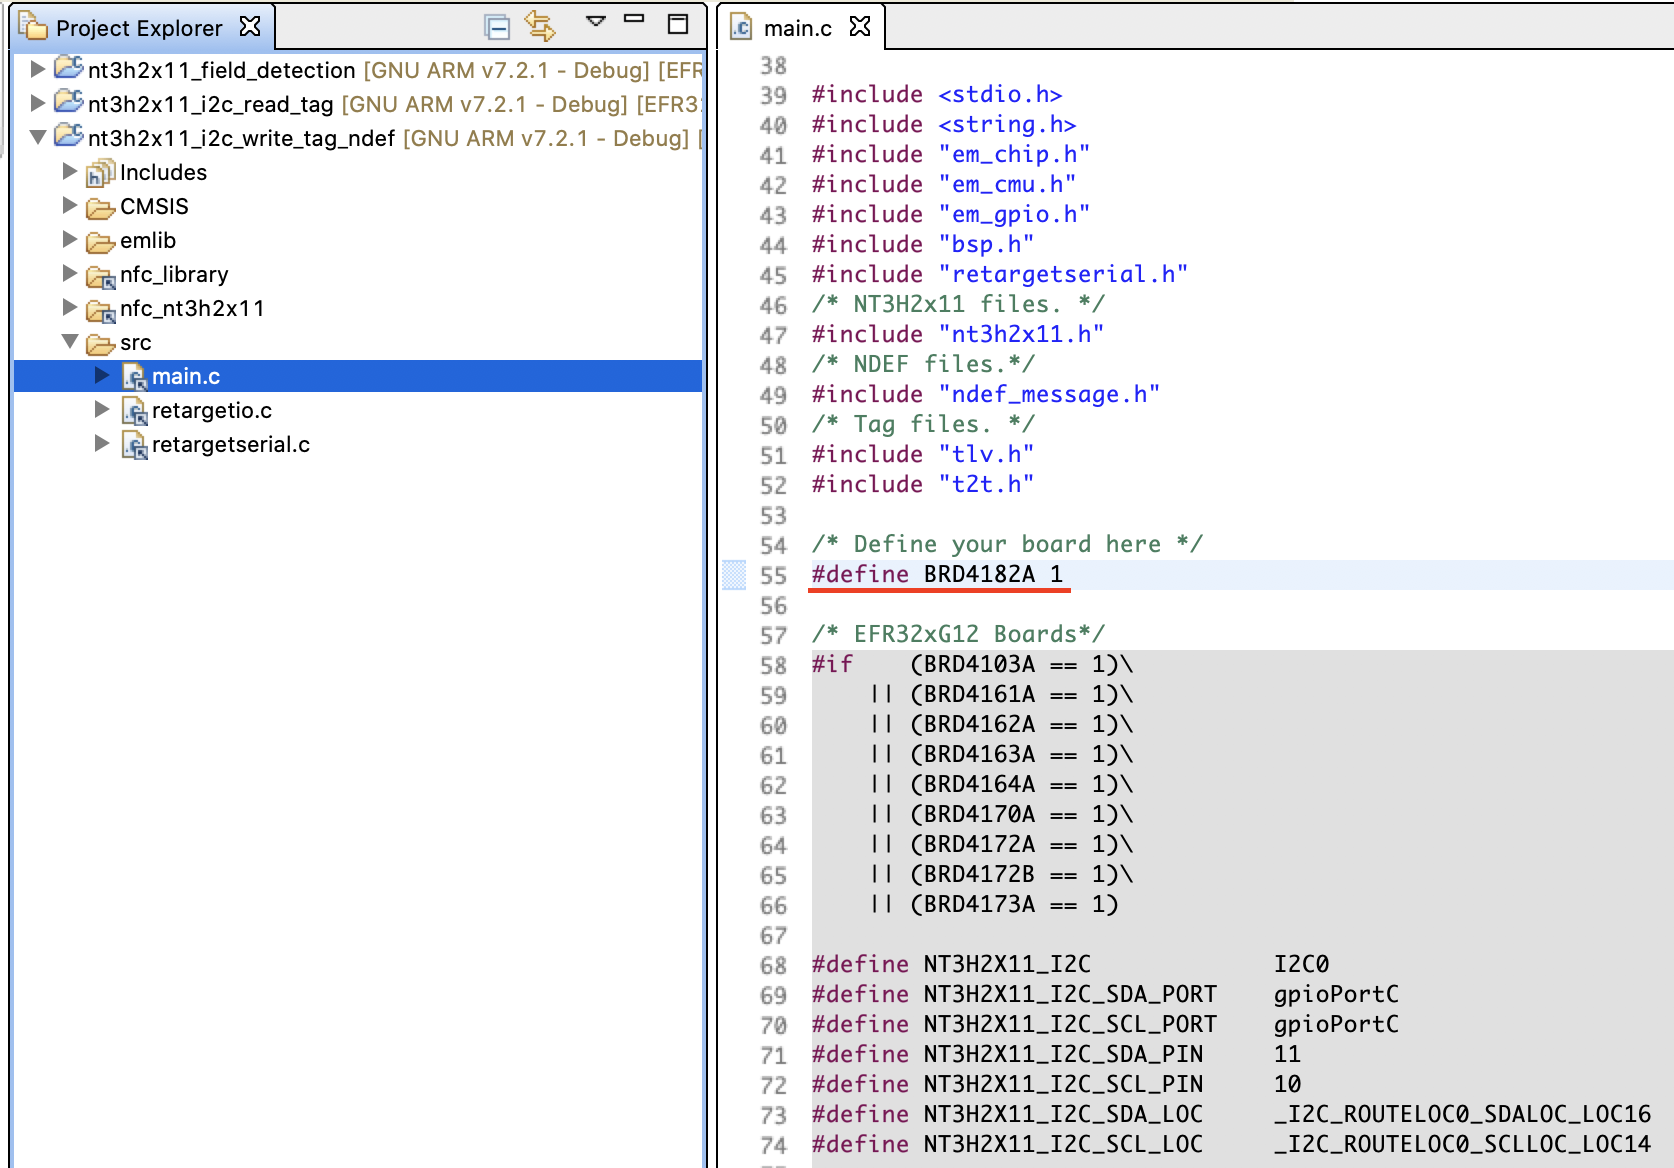 Project Explorer
nt3h2x11_field_detection [GNU ARM v7.2.1 - Debug] [EFR
nt3h2x11_i2c_read_tag [GNU ARM v7.2.1 - Debug] [EFR3
nt3h2x11_i2c_write_tag_ndef [GNU ARM v7.2.1 - Debug] [
Includes
CMSIS
emlib
nfc_library
nfc_nt3h2x11
src
main.c
retargetio.c
retargetserial.c
main.c
38
39 #include <stdio.h>
40 #include <string.h>
41 #include "em_chip.h"
42 #include "em_cmu.h"
43 #include "em_gpio.h"
44 #include "bsp.h"
45 #include "retargetserial.h"
46 /* NT3H2x11 files. */
47 #include "nt3h2x11.h"
48 /* NDEF files.*/
49 #include "ndef_message.h"
50 /* Tag files. */
51 #include "tlv.h"
52 #include "t2t.h"
53
54 /* Define your board here */
55 #define BRD4182A 1
56
57 /* EFR32xG12 Boards*/
58 #if (BRD4103A == 1)\
59 || (BRD4161A == 1)\
60 || (BRD4162A == 1)\
61 || (BRD4163A == 1)\
62 || (BRD4164A == 1)\
63 || (BRD4170A == 1)\
64 || (BRD4172A == 1)\
65 || (BRD4172B == 1)\
66 || (BRD4173A == 1)
67
68 #define NT3H2X11_I2C I2C0
69 #define NT3H2X11_I2C_SDA_PORT gpioPortC
70 #define NT3H2X11_I2C_SCL_PORT gpioPortC
71 #define NT3H2X11_I2C_SDA_PIN 11
72 #define NT3H2X11_I2C_SCL_PIN 10
73 #define NT3H2X11_I2C_SDA_LOC _I2C_ROUTELOC0_SDALOC_LOC16
74 #define NT3H2X11_I2C_SCL_LOC _I2C_ROUTELOC0_SCLLOC_LOC14